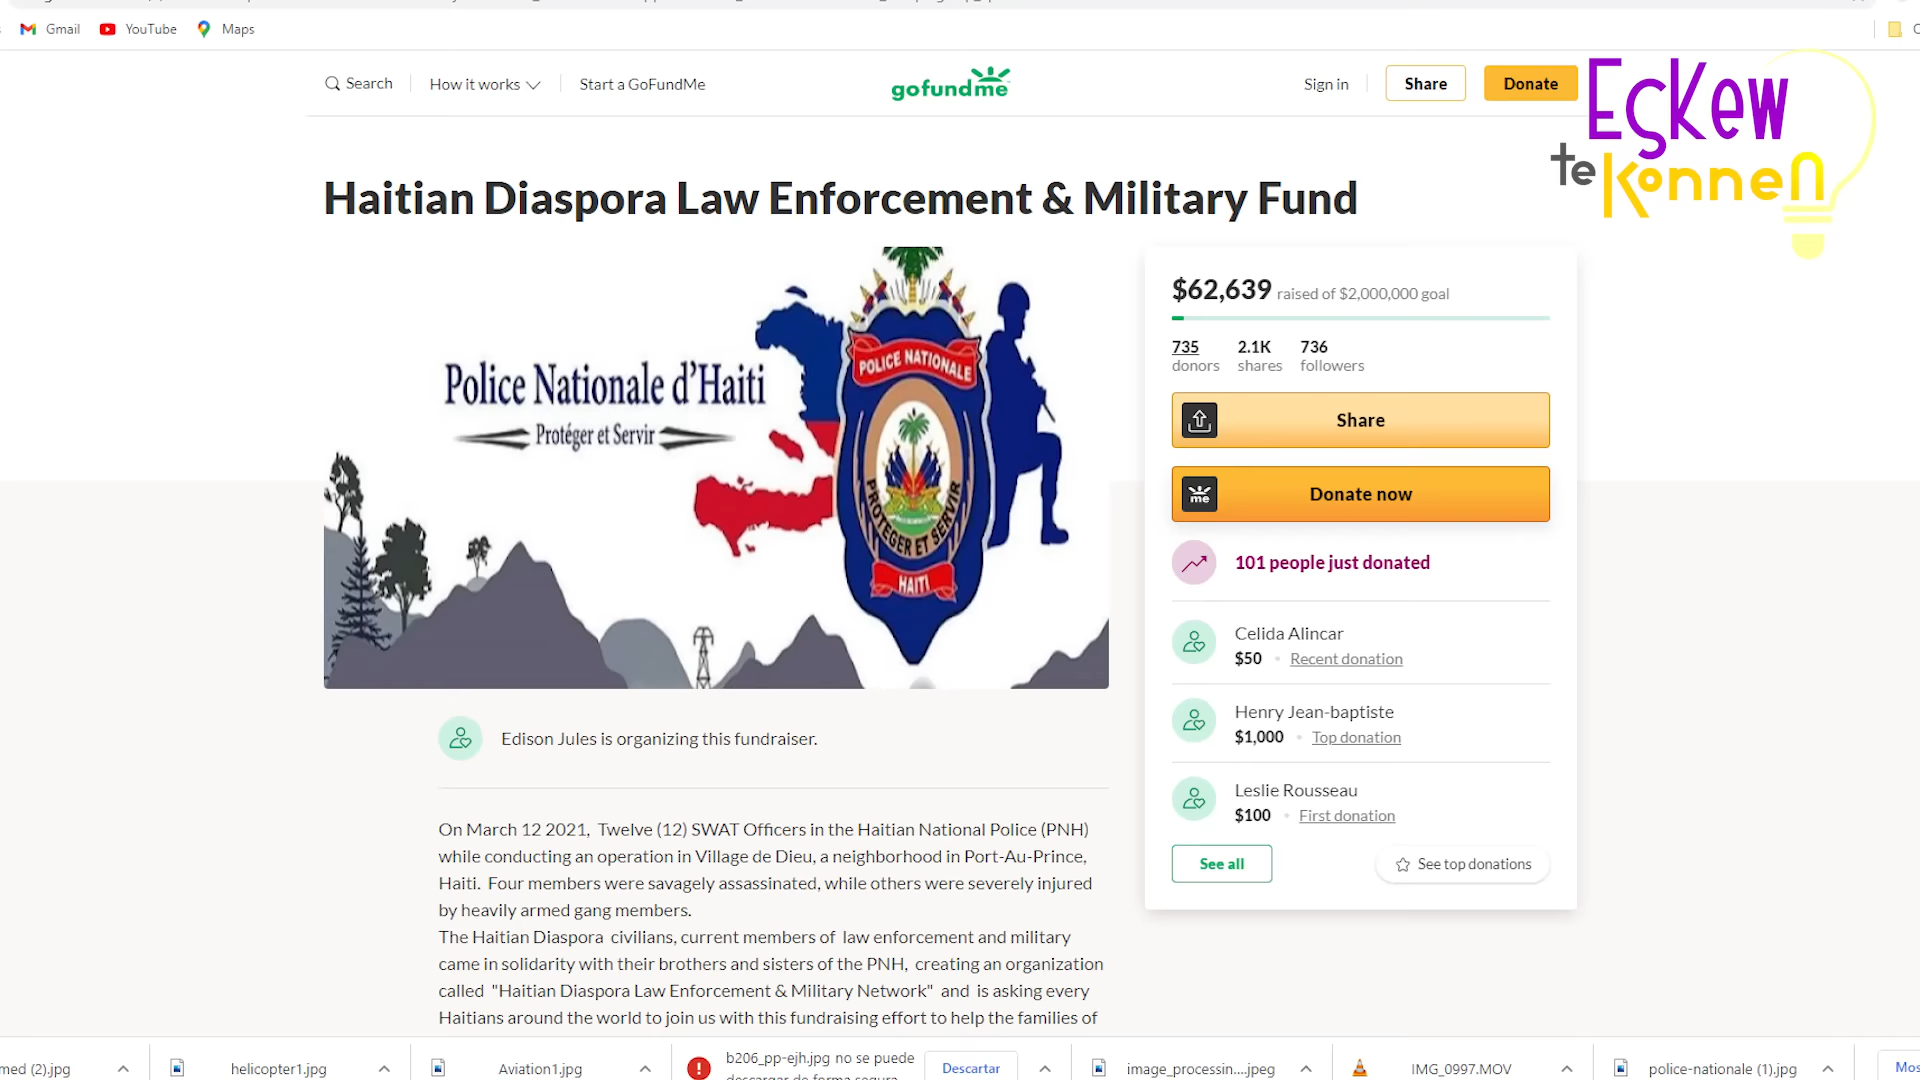 Gmail YouTube Maps
Search How it works Start a GoFundMe gofundme Sign in Share Donate
Eskew
te Konnen
Haitian Diaspora Law Enforcement & Military Fund
Police Nationale d'Haiti
Protéger et Servir
POLICE NATIONALE
PROTEGER ET SERVIR
HAITI
$62,639 raised of $2,000,000 goal
735 2.1K 736
donors shares followers
Share
me Donate now
101 people just donated
Celida Alincar
$50 • Recent donation
Henry Jean-baptiste
$1,000 • Top donation
Leslie Rousseau
$100 • First donation
See all See top donations
Edison Jules is organizing this fundraiser.
On March 12 2021, Twelve (12) SWAT Officers in the Haitian National Police (PNH)
while conducting an operation in Village de Dieu, a neighborhood in Port-Au-Prince,
Haiti. Four members were savagely assassinated, while others were severely injured
by heavily armed gang members.
The Haitian Diaspora civilians, current members of law enforcement and military
came in solidarity with their brothers and sisters of the PNH, creating an organization
called "Haitian Diaspora Law Enforcement & Military Network" and is asking every
Haitians around the world to join us with this fundraising effort to help the families of
med (2).jpg helicopter1.jpg Aviation1.jpg b206_pp-ejh.jpg no se puede
descargar de forma segura Descartar image_processin....jpeg IMG_0997.MOV police-nationale (1).jpg Mos